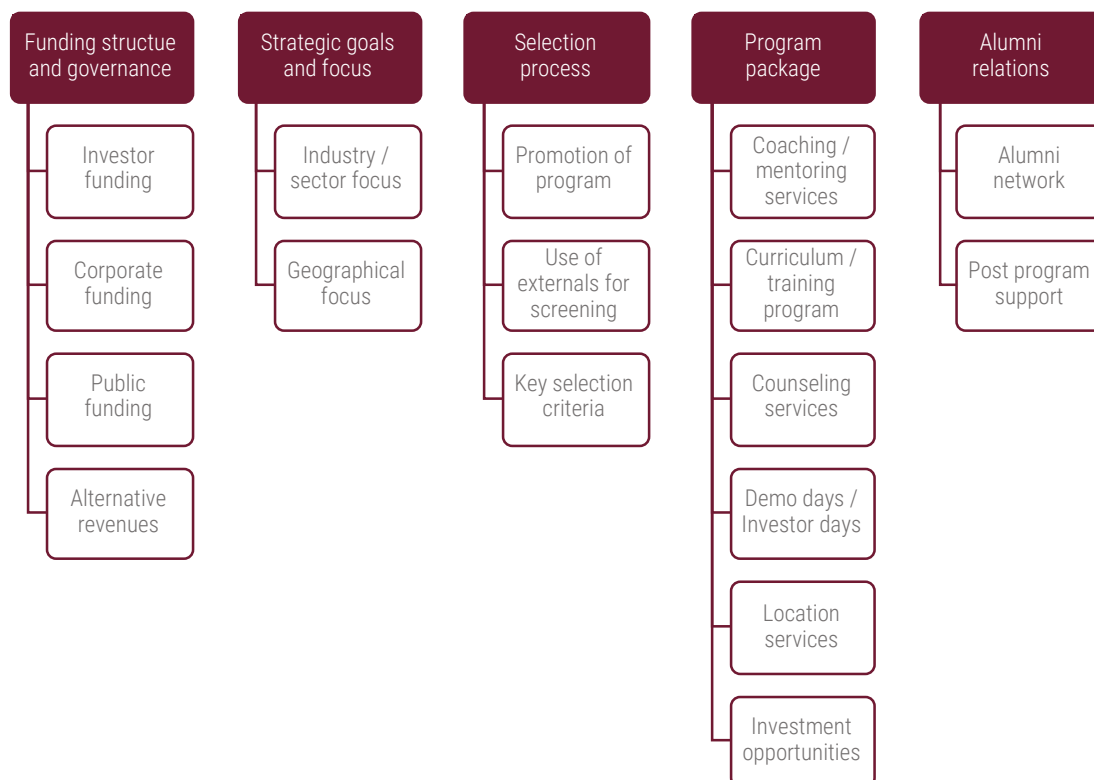 Funding structue
and governance
Investor
funding
Corporate
funding
Public
funding
Alternative
revenues
Strategic goals
and focus
Industry /
sector focus
Geographical
focus
Selection
process
Promotion of
program
Use of
externals for
screening
Key selection
criteria
Program
package
Coaching /
mentoring
services
Curriculum /
training
program
Counseling
services
Demo days /
Investor days
Location
services
Investment
opportunities
Alumni
relations
Alumni
network
Post program
support